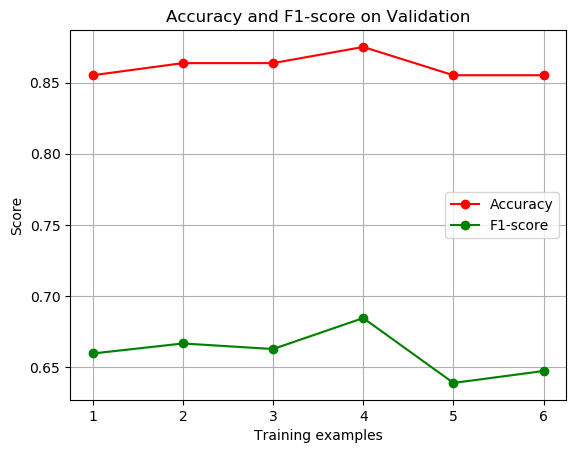 Accuracy and F1-score on Validation
0.85
0.80
0.75
0.70
0.65
Score
Accuracy
F1-score
1 2 3 4 5 6
Training examples